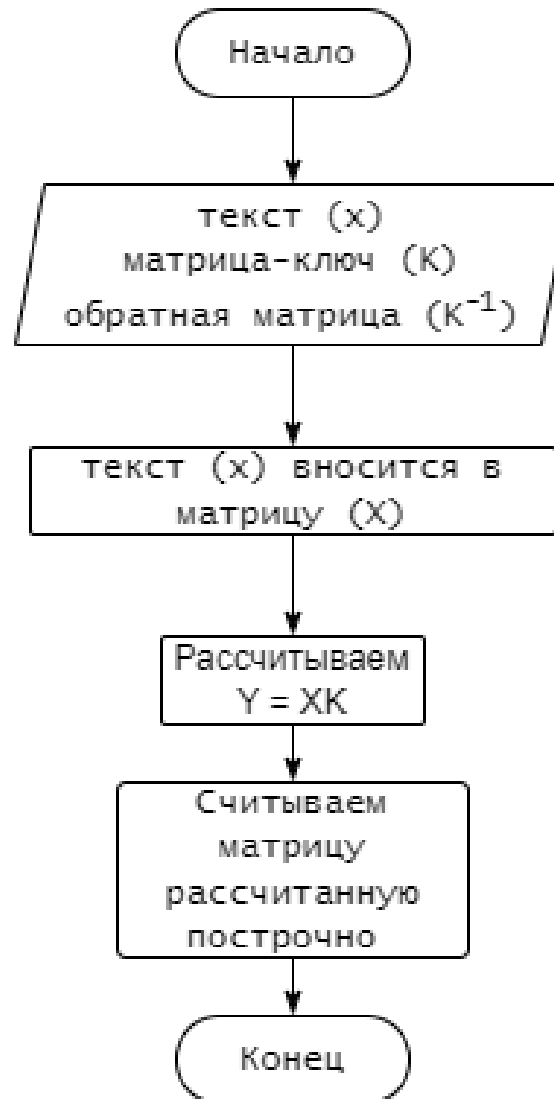 Начало
текст (x)
матрица-ключ (K)
обратная матрица (K⁻¹)
текст (x) вносится в
матрицу (X)
Рассчитываем
Y = XK
Считываем
матрицу
рассчитанную
построчно
Конец